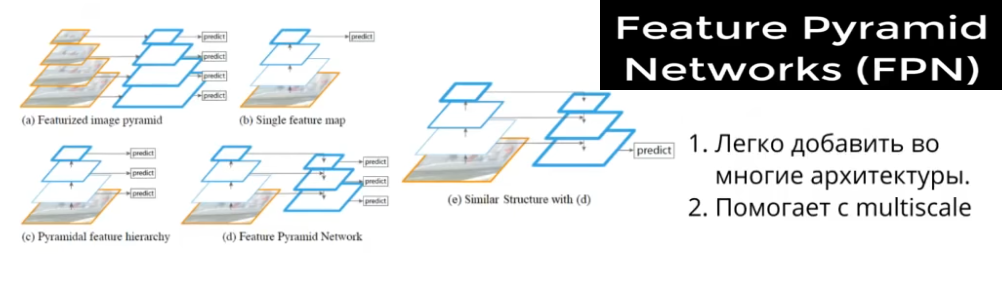 Feature Pyramid
Networks (FPN)
predict
predict
predict
predict
(a) Featurized image pyramid
predict
(b) Single feature map
predict
predict
predict
(c) Pyramidal feature hierarchy
predict
predict
predict
(d) Feature Pyramid Network
predict
(e) Similar Structure with (d)
1. Легко добавить во
многие архитектуры.
2. Помогает с multiscale